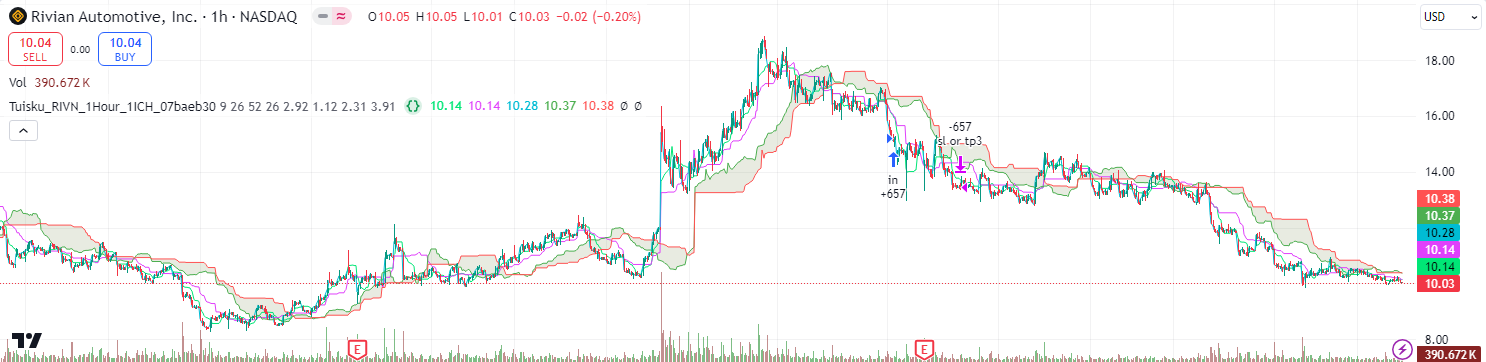 Rivian Automotive, Inc. · 1h · NASDAQ O10.05 H10.05 L10.01 C10.03 −0.02 (−0.20%)
USD
10.04 SELL
0.00
10.04 BUY
Vol 390.672 K
Tuisku_RIVN_1Hour_1ICH_07baeb30 9 26 52 26 2.92 1.12 2.31 3.91 {} 10.14 10.14 10.28 10.37 10.38 Ø Ø
18.00
16.00
-657
sl or tp3
in
+657
14.00
10.38
10.37
10.28
10.14
10.14
10.03
8.00
E
E
390.672 K